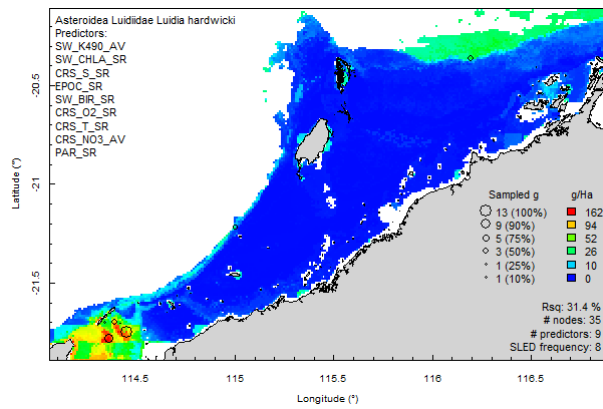 Asteroidea Luidiidae Luidia hardwicki
Predictors:
SW_K490_AV
SW_CHLA_SR
CRS_S_SR
EPOC_SR
SW_BIR_SR
CRS_O2_SR
CRS_T_SR
CRS_NO3_AV
PAR_SR
Latitude (°)
-20.5
-21
-21.5
Sampled g g/Ha
13 (100%) 162
9 (90%) 94
5 (75%) 52
3 (50%) 26
1 (25%) 10
1 (10%) 0
Rsq: 31.4 %
# nodes: 35
# predictors: 9
SLED frequency: 8
114.5 115 115.5 116 116.5
Longitude (°)